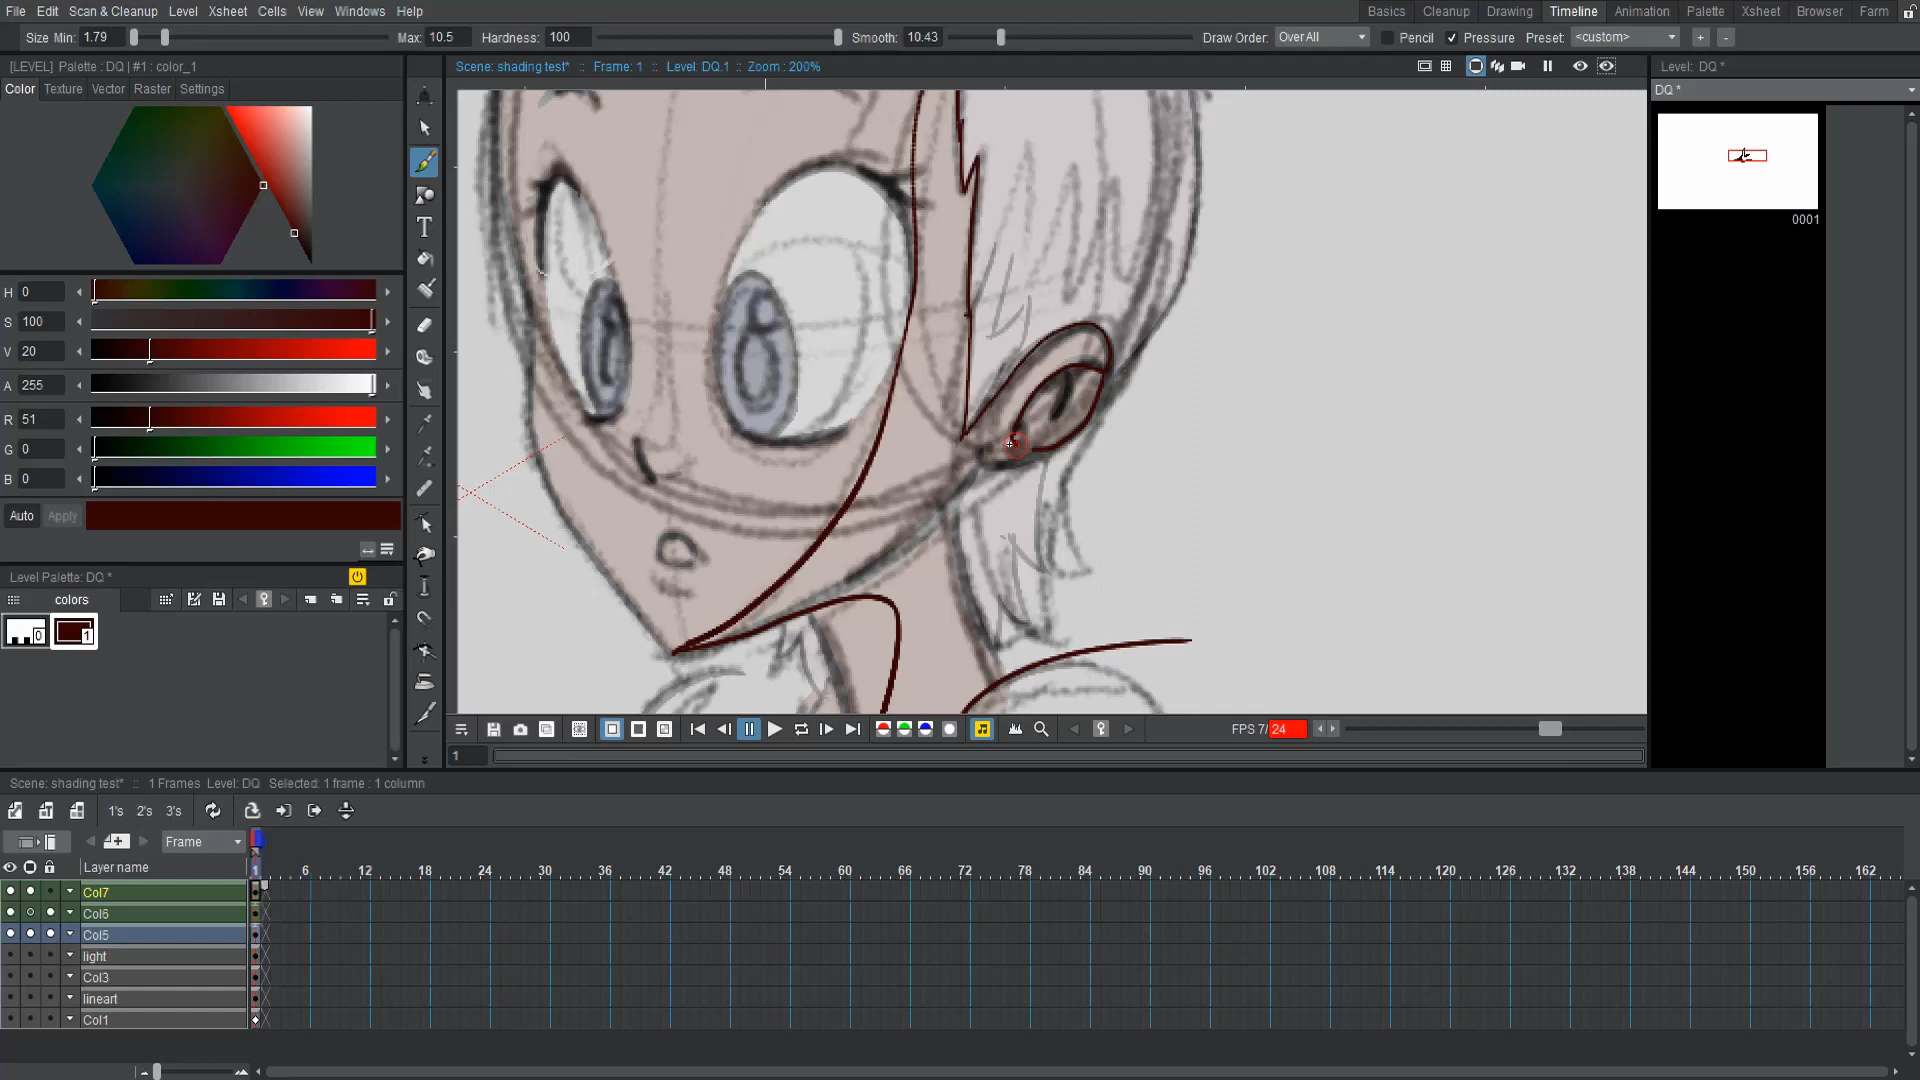 File Edit Scan & Cleanup Level Xsheet Cells View Windows Help
Basics Cleanup Drawing Timeline Animation Palette Xsheet Browser Farm
Size Min: 1.79 Max: 10.5 Hardness: 100 Smooth: 10.43 Draw Order: Over All Pencil Pressure Preset: <custom> + -
[LEVEL] Palette : DQ | #1 : color_1
Scene: shading test* :: Frame: 1 :: Level: DQ.1 :: Zoom : 200%
Level: DQ *
Color Texture Vector Raster Settings
DQ *
0001
H 0
S 100
V 20
A 255
R 51
G 0
B 0
Auto Apply
Level Palette: DQ *
colors
0 1
FPS 7/24
1
Scene: shading test* :: 1 Frames Level: DQ Selected: 1 frame : 1 column
1's 2's 3's
Frame
Layer name
1 6 12 18 24 30 36 42 48 54 60 66 72 78 84 90 96 102 108 114 120 126 132 138 144 150 156 162
Col7
Col6
Col5
light
Col3
lineart
Col1